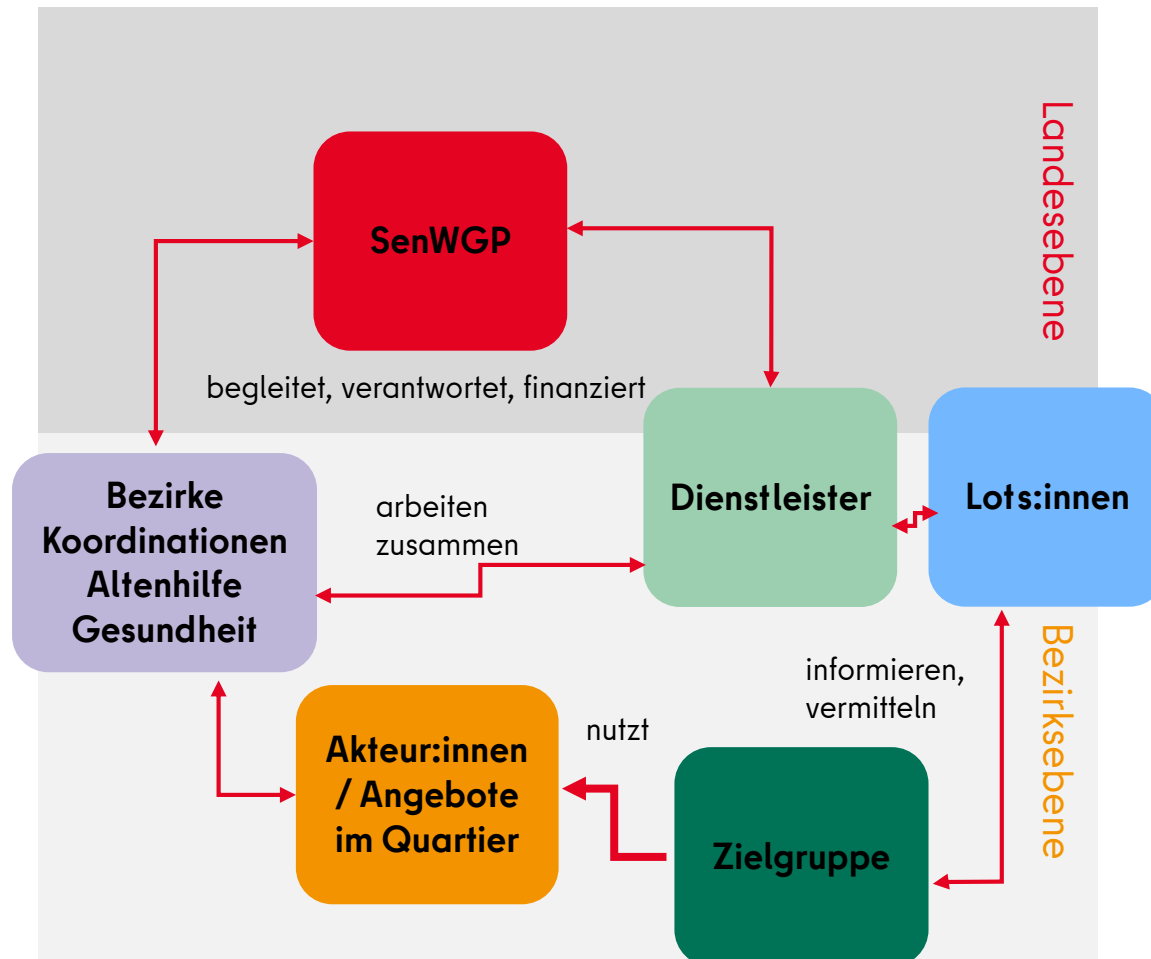 Landesebene
SenWGP
begleitet, verantwortet, finanziert
Bezirke
Koordinationen
Altenhilfe
Gesundheit
arbeiten
zusammen
Dienstleister
Lots:innen
Bezirksebene
informieren,
vermitteln
nutzt
Akteur:innen
/ Angebote
im Quartier
Zielgruppe